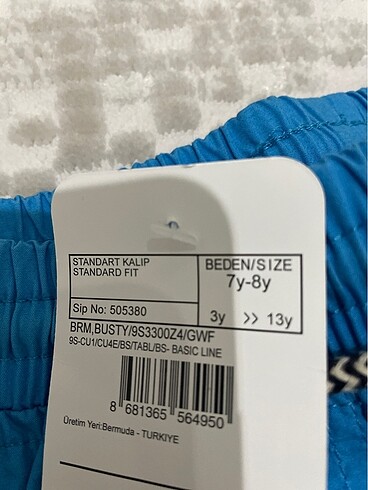 STANDART KALIP
STANDARD FIT
BEDEN/SIZE
7y-8y
Sip No: 505380
3y >> 13y
BRM,BUSTY/9S3300Z4/GWF
9S-CU1/CU4E/BS/TABL/BS- BASIC LINE
8 681365 564950
Üretim Yeri:Bermuda - TURKIYE